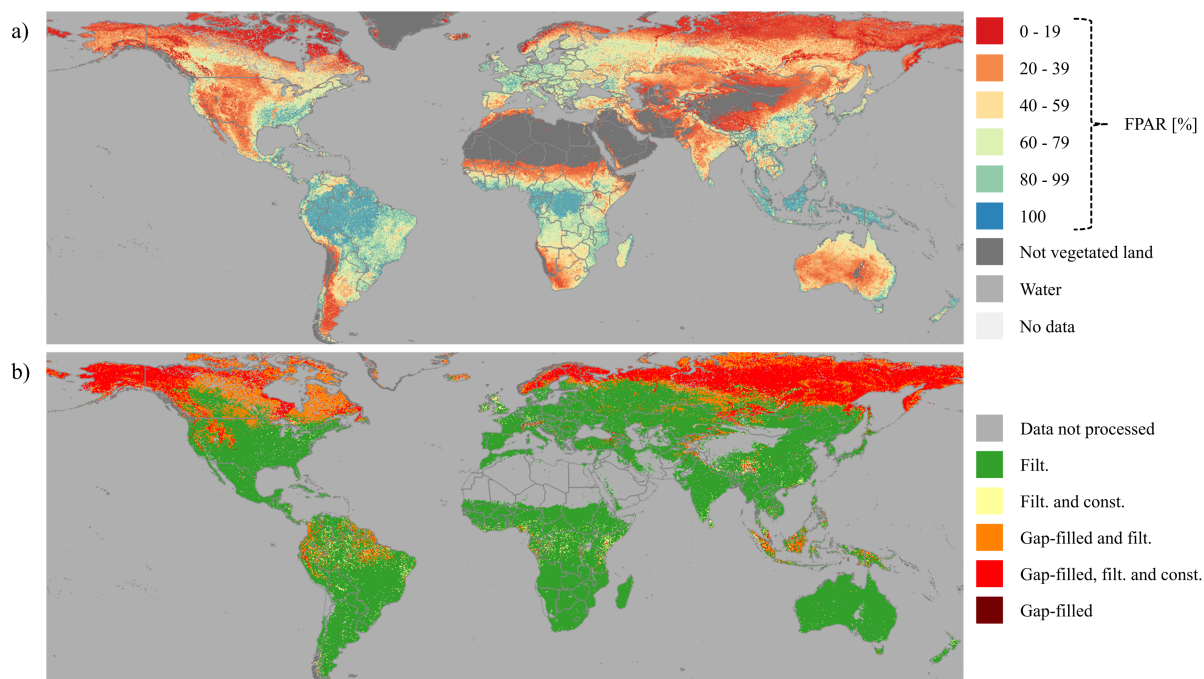 a)
0 - 19
20 - 39
40 - 59
60 - 79
80 - 99
100
FPAR [%]
Not vegetated land
Water
No data
b)
Data not processed
Filt.
Filt. and const.
Gap-filled and filt.
Gap-filled, filt. and const.
Gap-filled